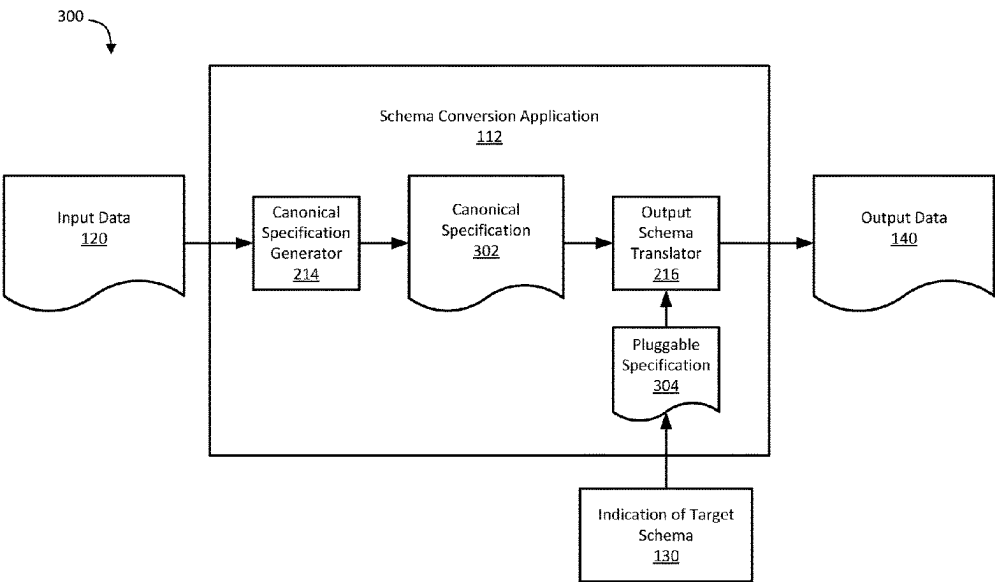 300
Schema Conversion Application
112
Input Data
120
Canonical
Specification
Generator
214
Canonical
Specification
302
Output
Schema
Translator
216
Output Data
140
Pluggable
Specification
304
Indication of Target
Schema
130